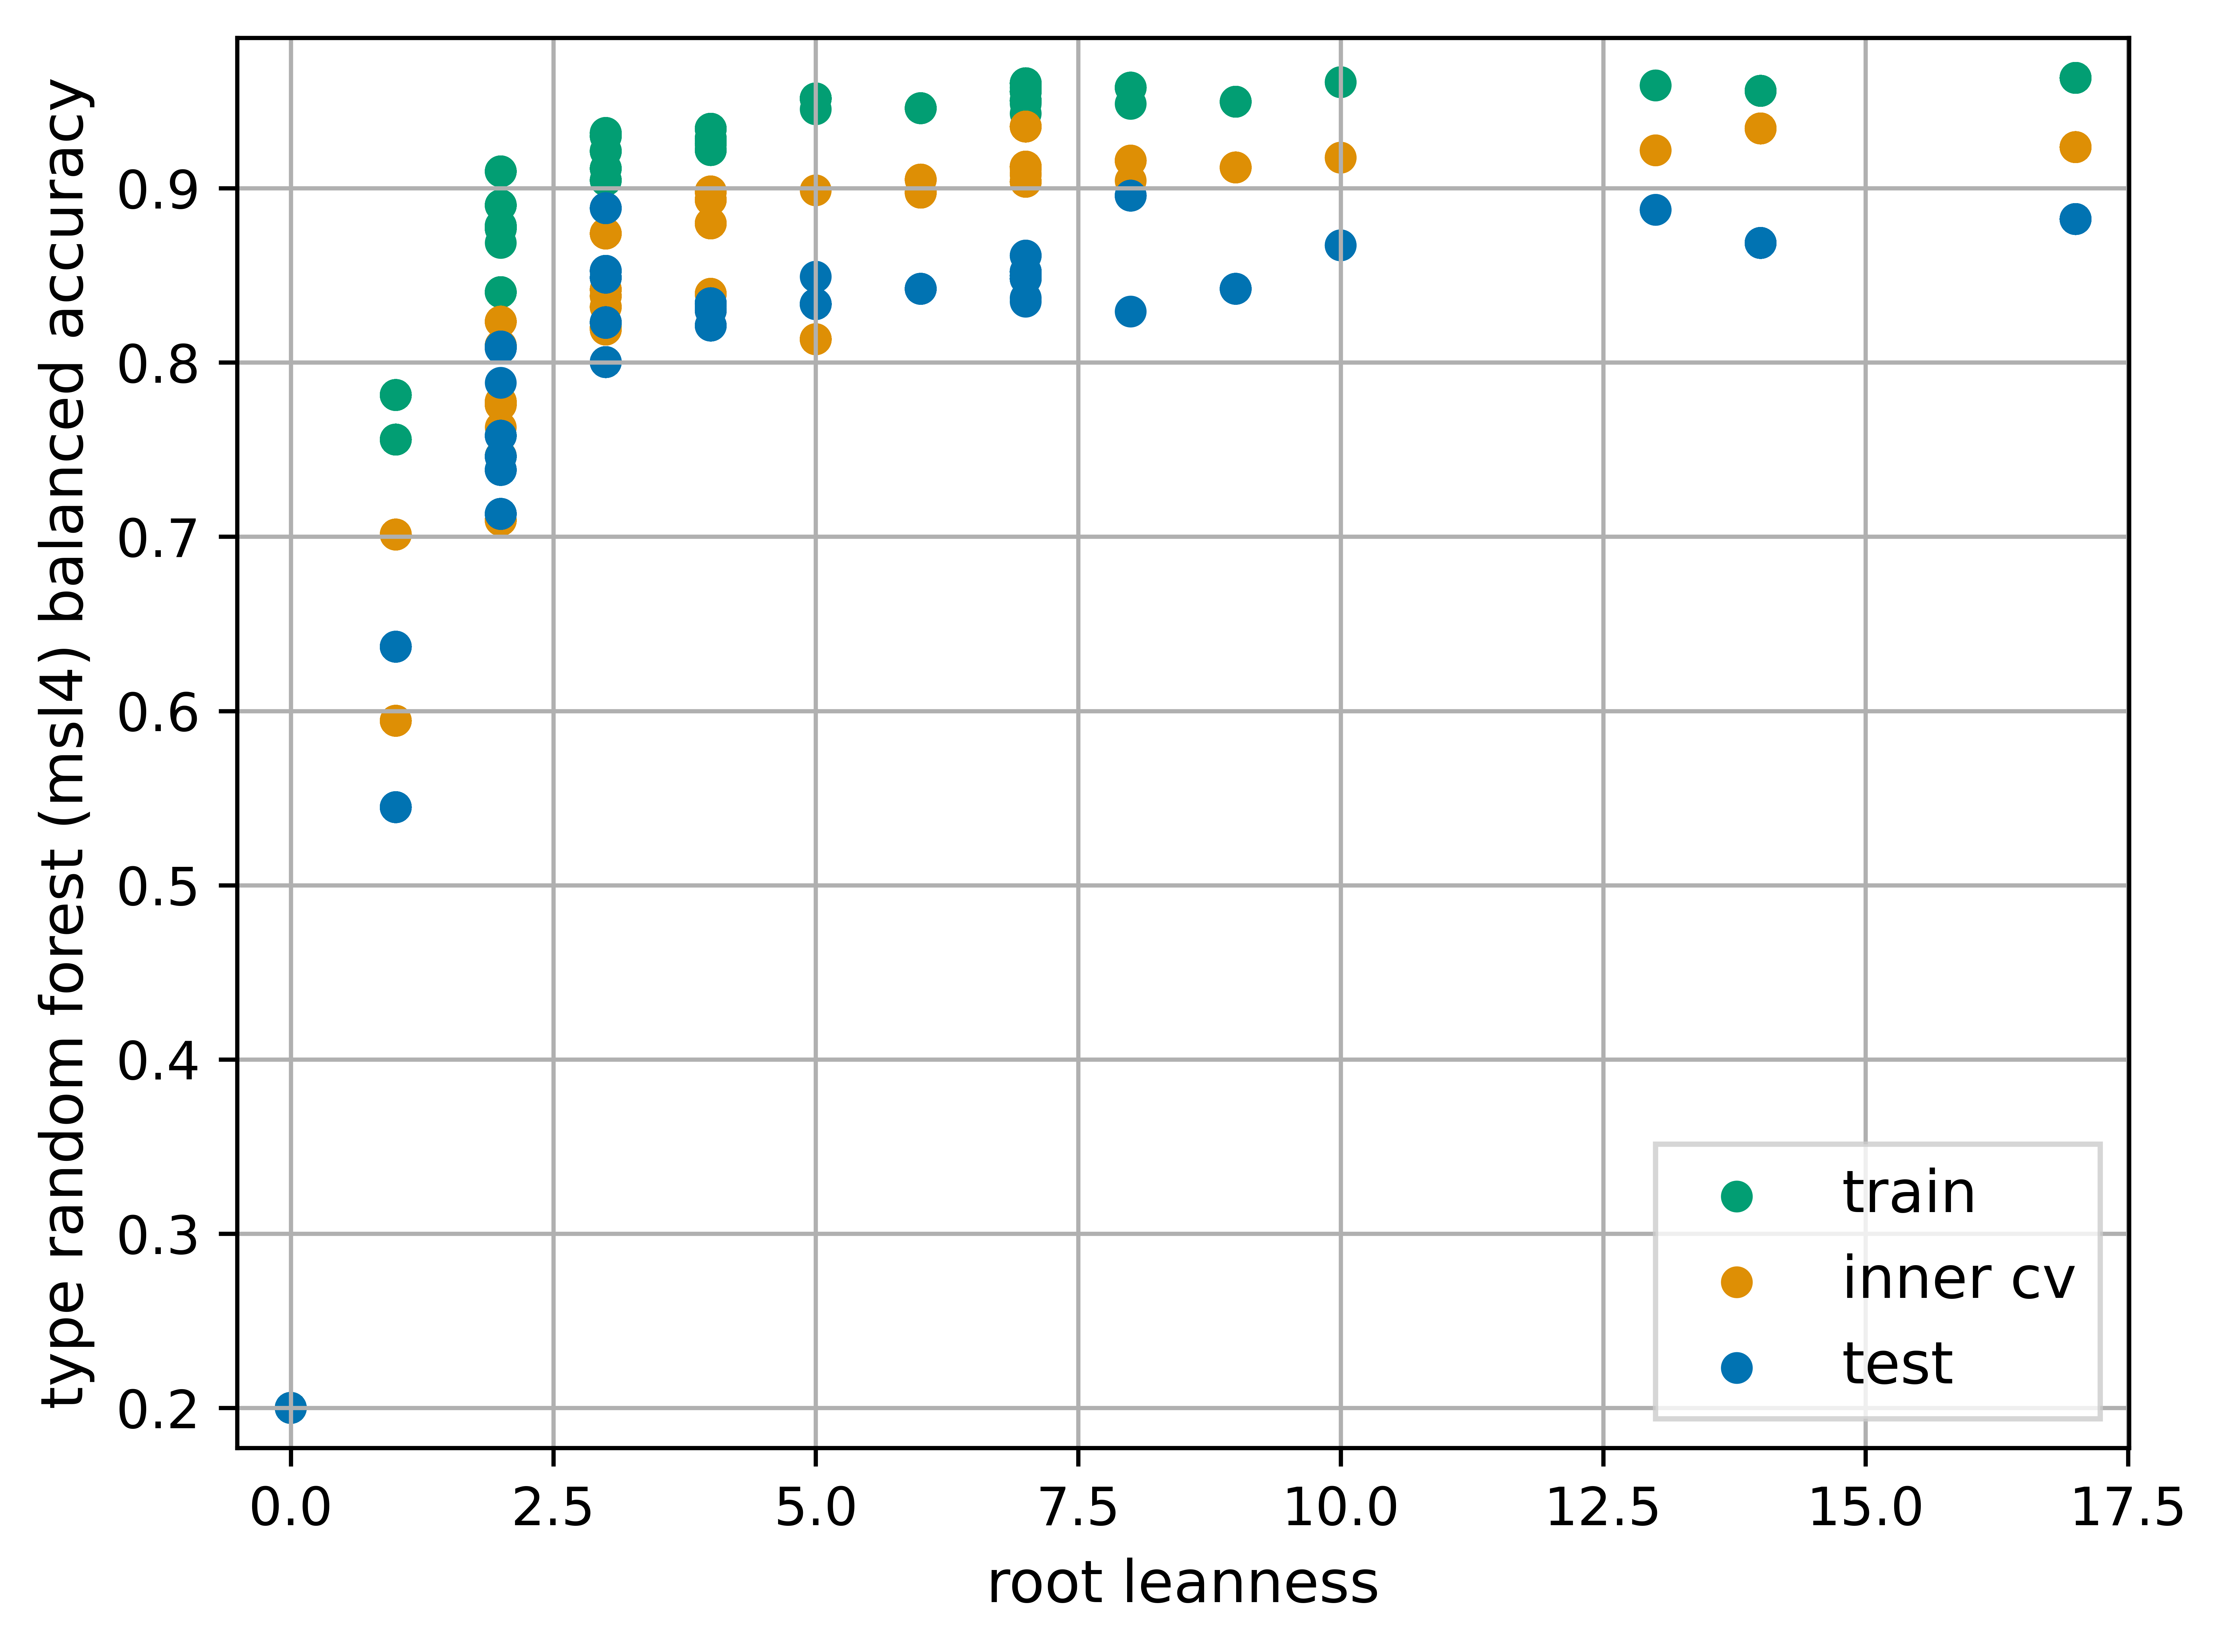 type random forest (msl4) balanced accuracy
0.9
0.8
0.7
0.6
0.5
0.4
0.3
0.2
train
inner cv
test
0.0 2.5 5.0 7.5 10.0 12.5 15.0 17.5
root leanness